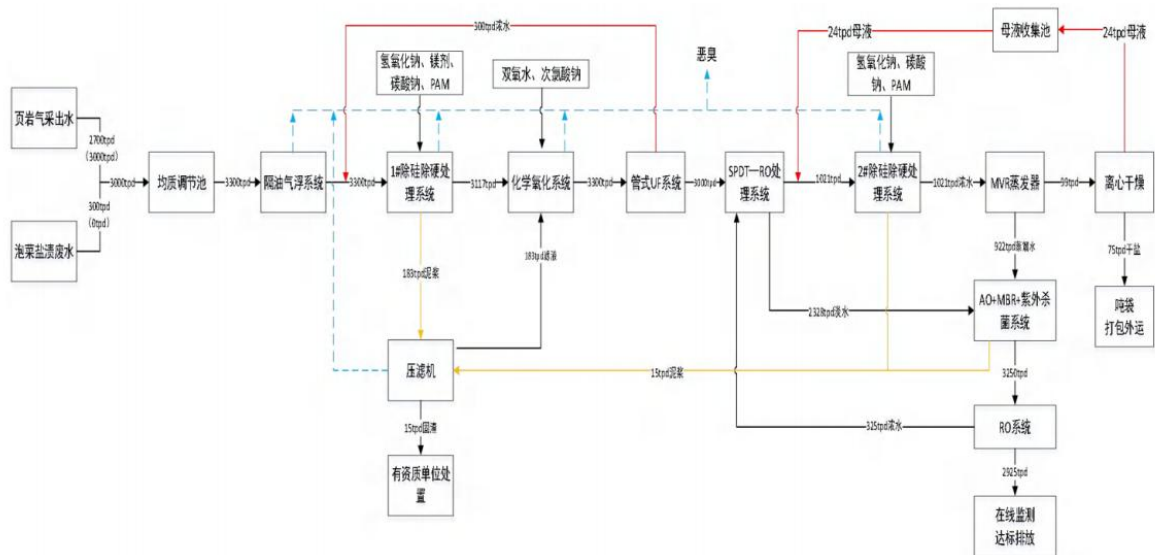 300tpd浓水
24tpd母液
母液收集池
24tpd母液
恶臭
氢氧化钠、镁剂、
碳酸钠、PAM
双氧水、次氯酸钠
氢氧化钠、碳酸
钠、PAM
页岩气采出水
2700tpd
(3000tpd)
300tpd
(0tpd)
泡菜盐渍废水
3000tpd
均质调节池
3300tpd
隔油气浮系统
3300tpd
1#除硅除硬处
理系统
3117tpd
化学氧化系统
3300tpd
管式UF系统
3000tpd
SPDT—RO处理
系统
1021tpd
2#除硅除硬处
理系统
1021tpd浓水
MVR蒸发器
99tpd
离心干燥
183tpd泥浆
183tpd滤液
922tpd蒸馏水
75tpd干盐
2328tpd淡水
AO+MBR+紫外杀
菌系统
吨袋
打包外运
压滤机
15tpd泥浆
3250tpd
15tpd固渣
325tpd浓水
RO系统
有资质单位处
置
2925tpd
在线监测
达标排放